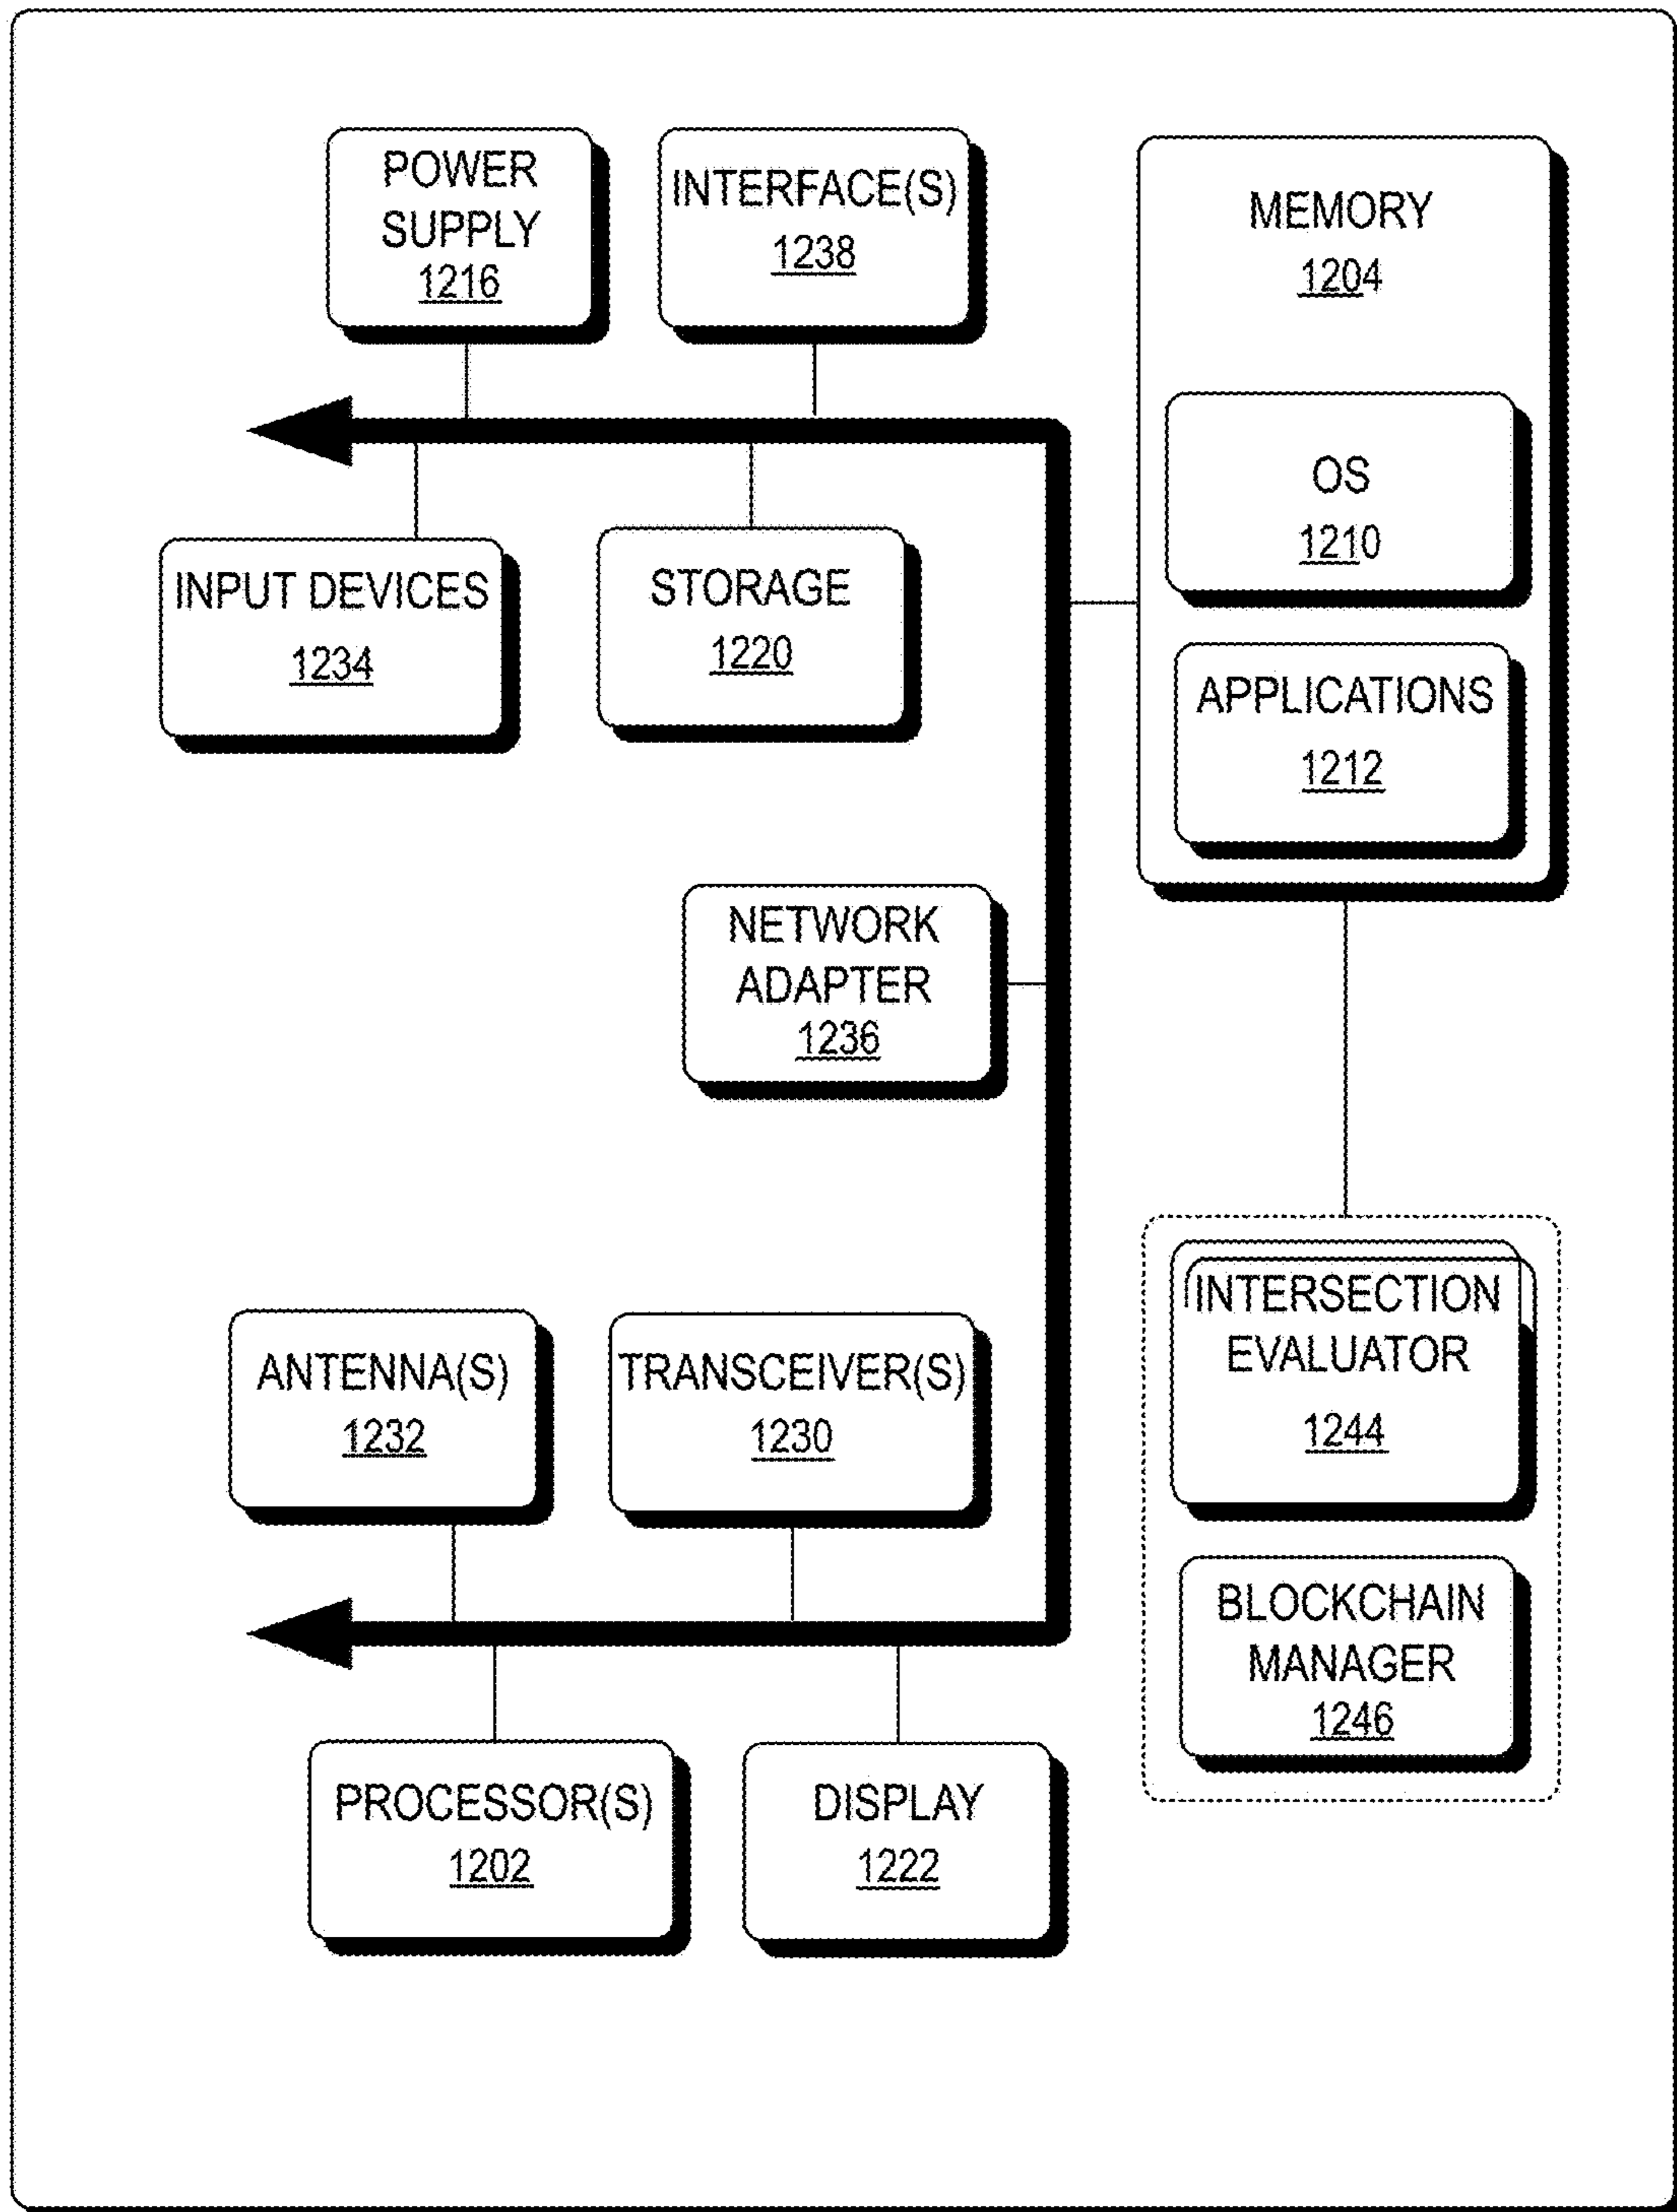 POWER
SUPPLY
1216
INTERFACE(S)
1238
MEMORY
1204
OS
1210
APPLICATIONS
1212
INPUT DEVICES
1234
STORAGE
1220
NETWORK
ADAPTER
1236
ANTENNA(S)
1232
TRANSCEIVER(S)
1230
INTERSECTION
EVALUATOR
1244
BLOCKCHAIN
MANAGER
1246
PROCESSOR(S)
1202
DISPLAY
1222